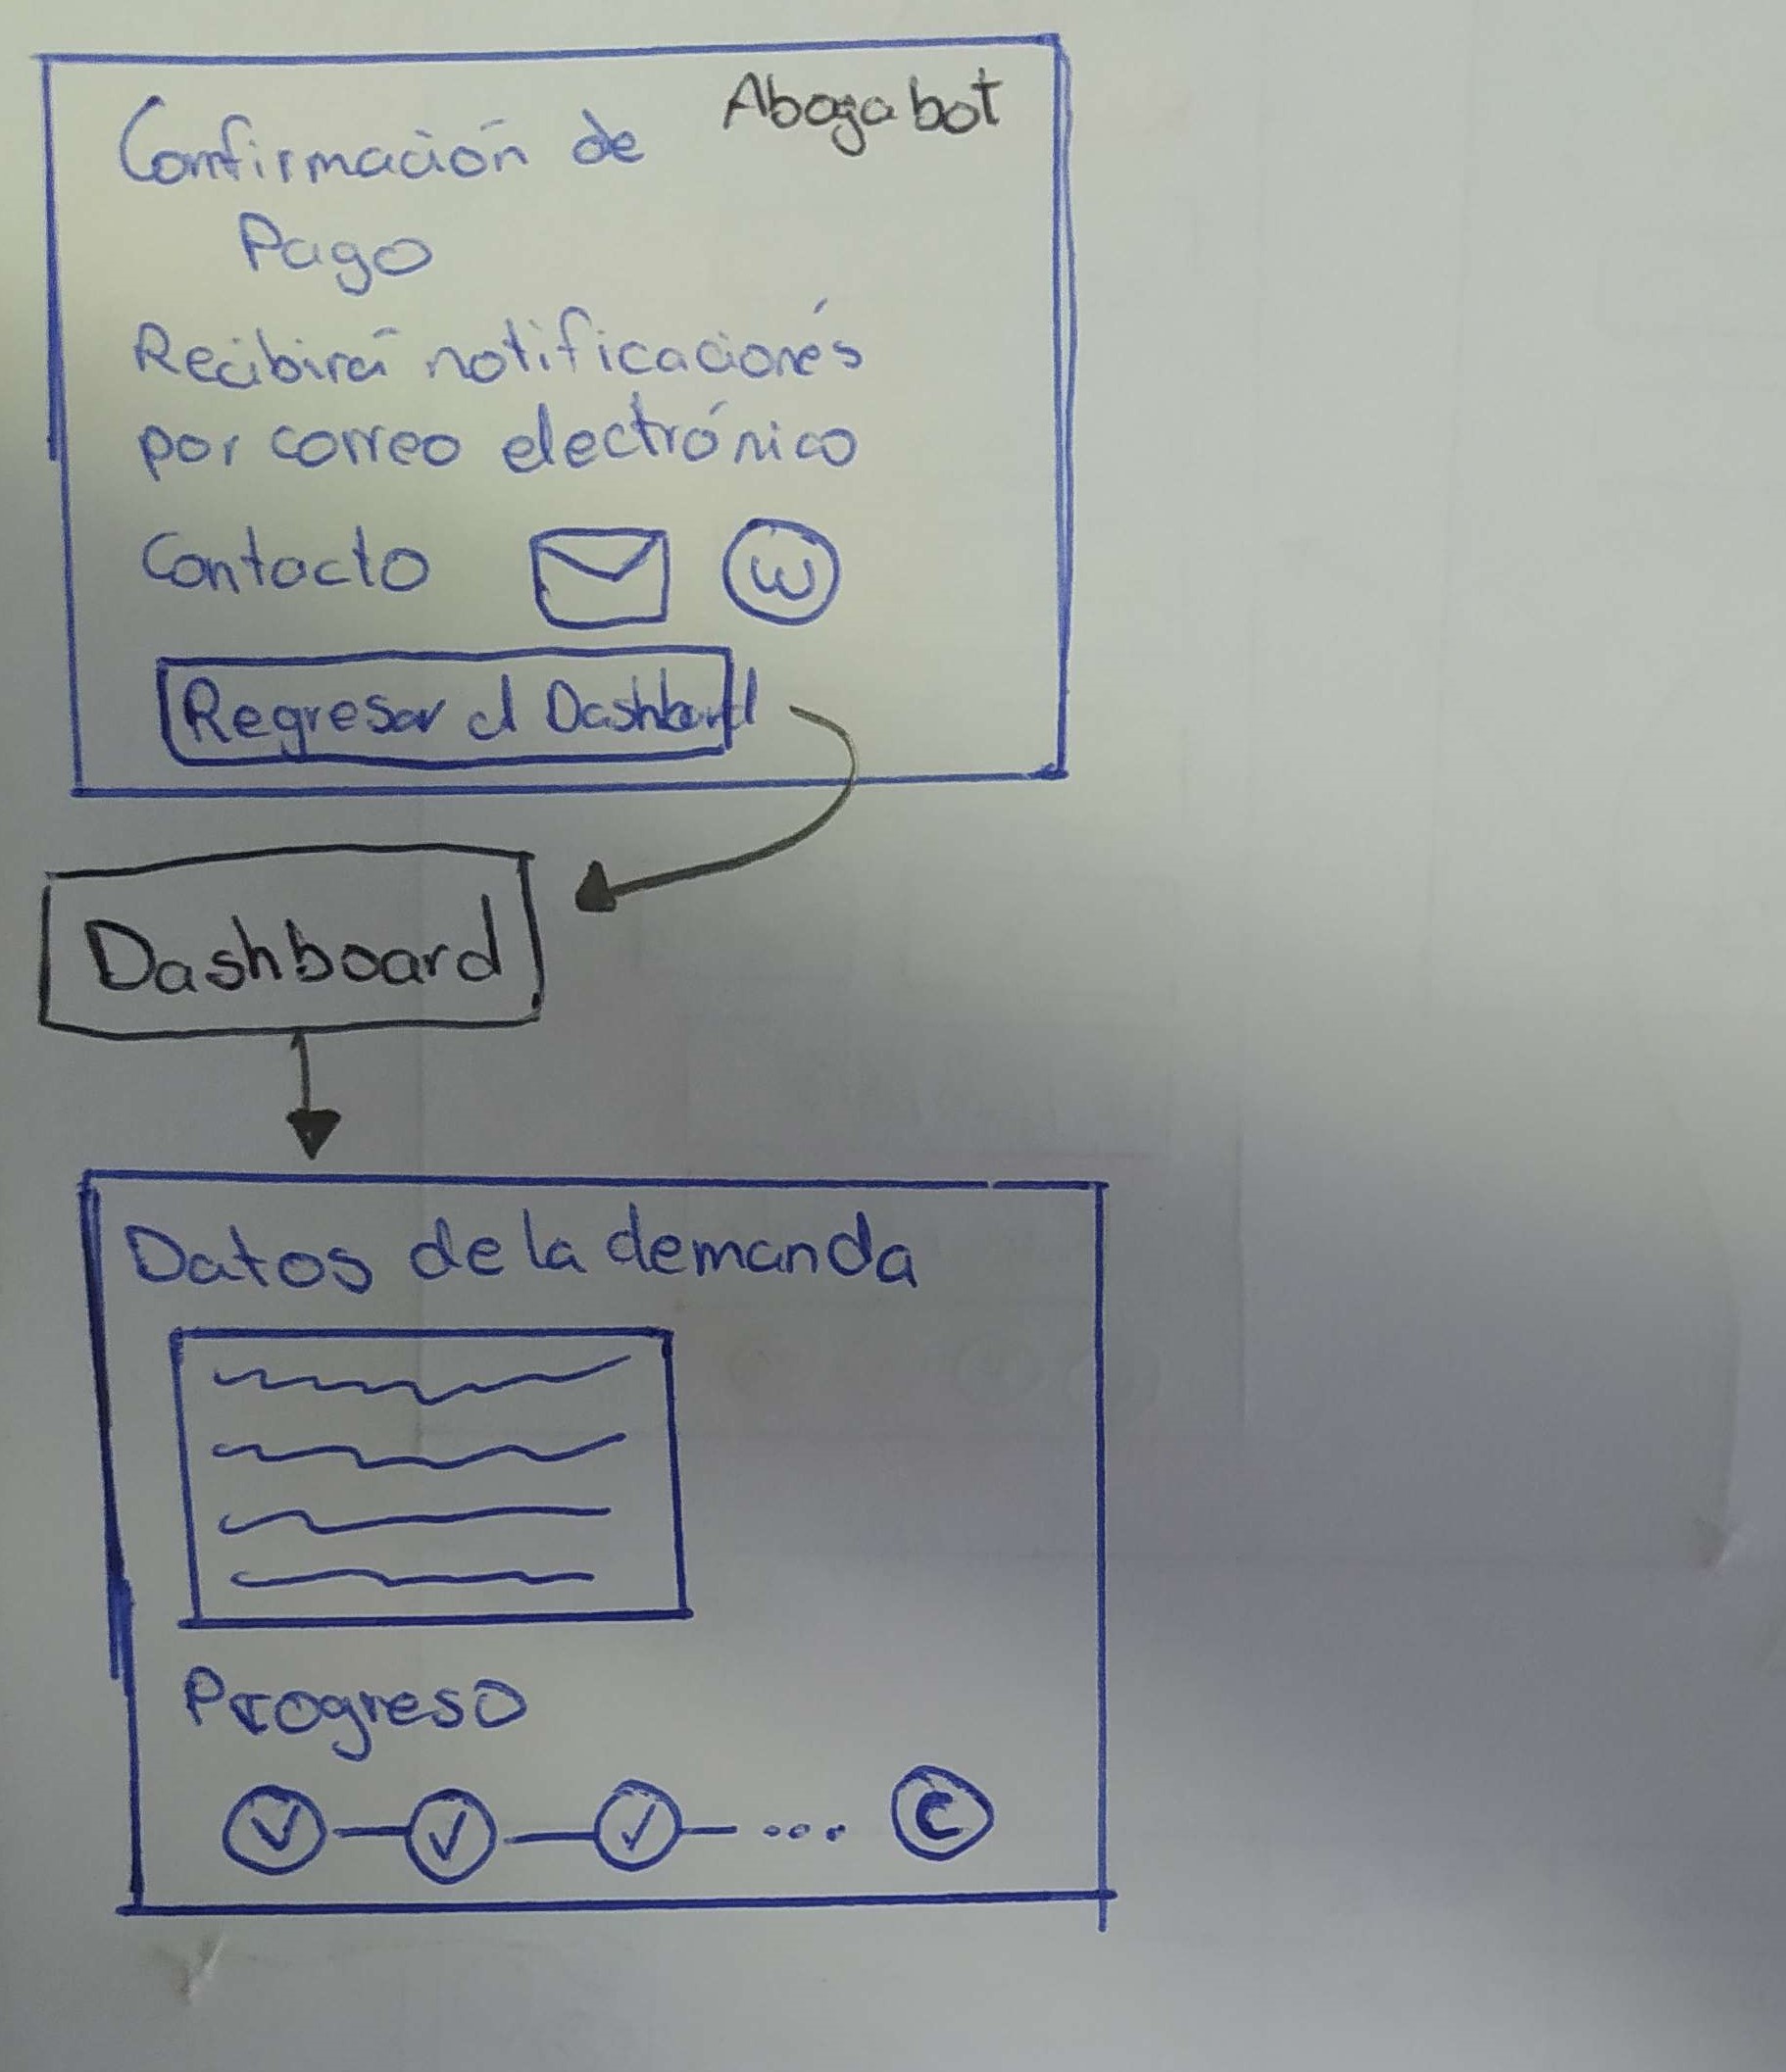 Abogabot
Confirmación de
Pago
Recibirá notificaciones
por correo electrónico
Contacto
W
Regresar al Dashboard
Dashboard
Datos de la demanda
Progreso
... C